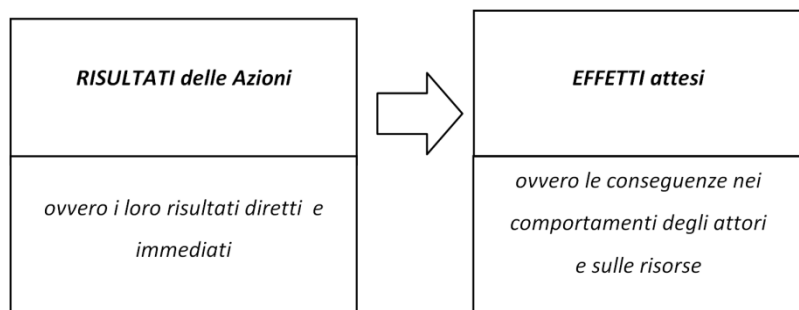 RISULTATI delle Azioni
ovvero i loro risultati diretti e
immediati
EFFETTI attesi
ovvero le conseguenze nei
comportamenti degli attori
e sulle risorse